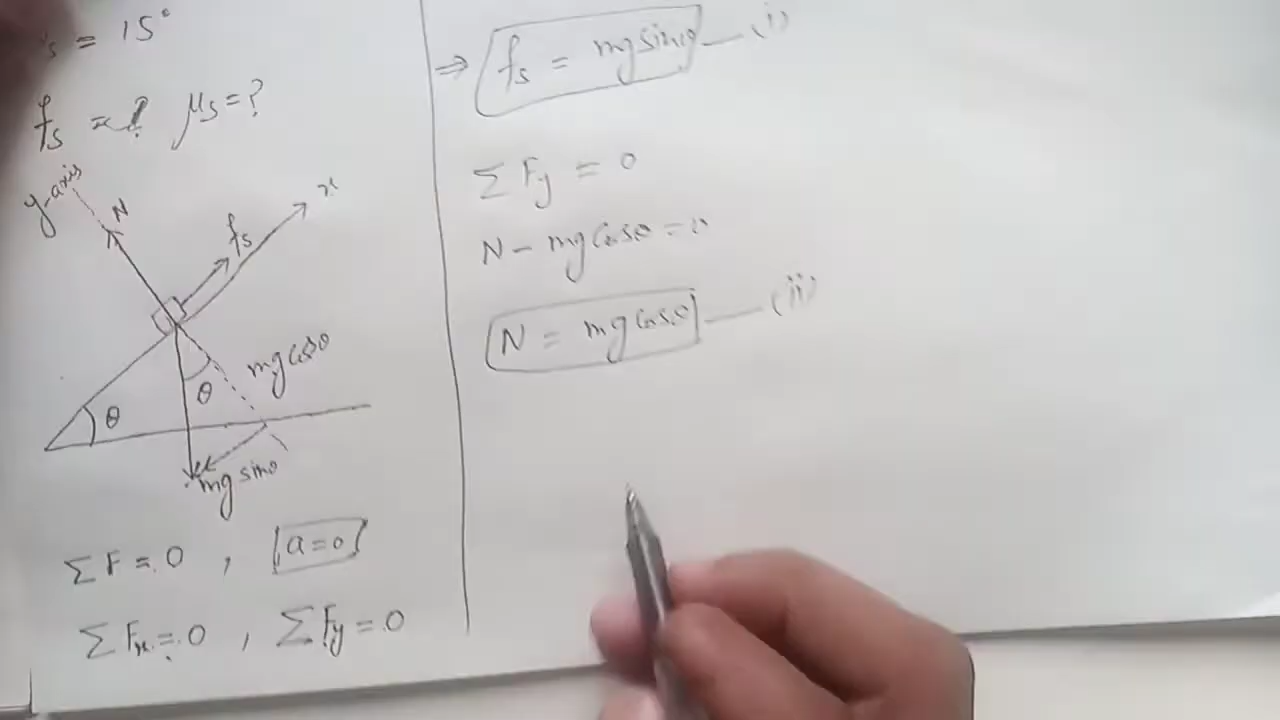 s = 15°
fs = ? μs = ?
y-axis
N
fs
x
mg cosθ
θ
θ
mg sinθ
ΣF = 0 , a = 0
ΣFx = 0 , ΣFy = 0
⇒ fs = mg sinθ — (i)
ΣFy = 0
N - mg cosθ = 0
N = mg cosθ — (ii)